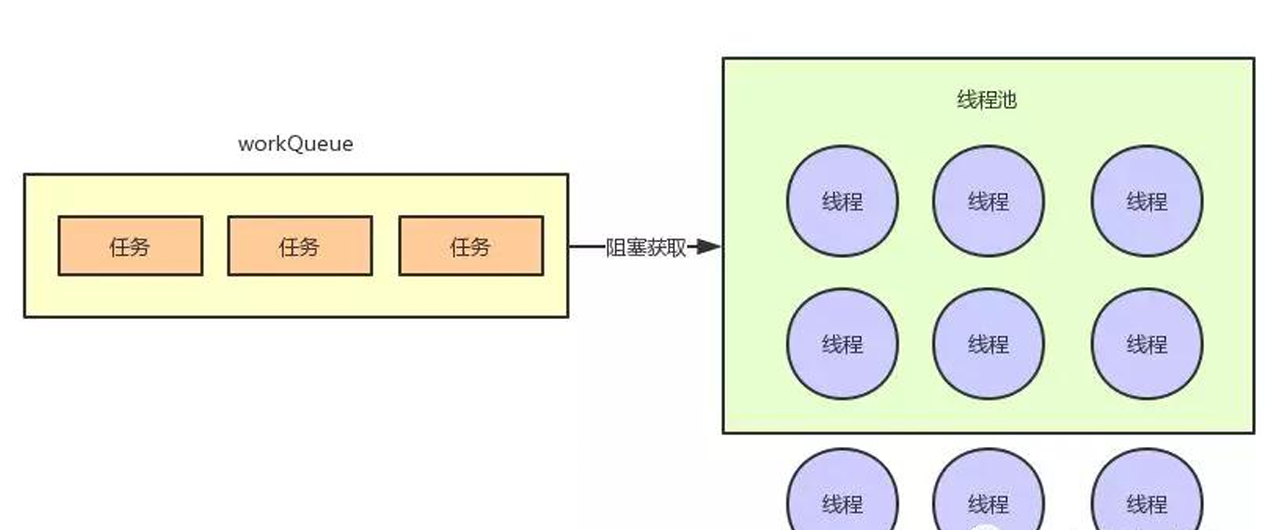 workQueue
任务 任务 任务
阻塞获取
线程池
线程 线程 线程
线程 线程 线程
线程 线程 线程